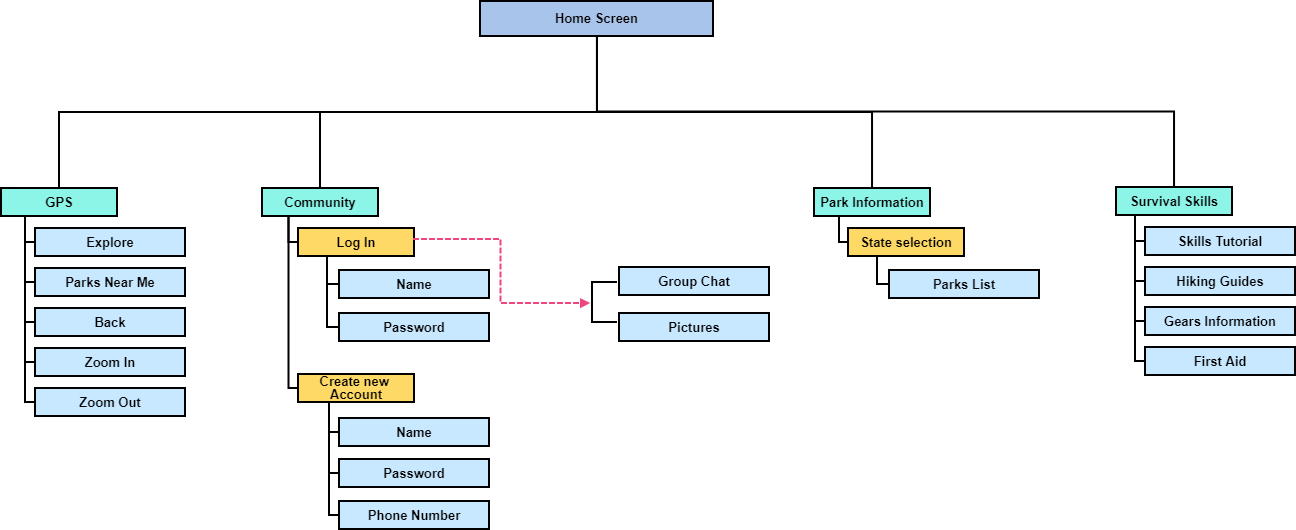 Home Screen
GPS
Explore
Parks Near Me
Back
Zoom In
Zoom Out
Community
Log In
Name
Password
Group Chat
Pictures
Create new
Account
Name
Password
Phone Number
Park Information
State selection
Parks List
Survival Skills
Skills Tutorial
Hiking Guides
Gears Information
First Aid